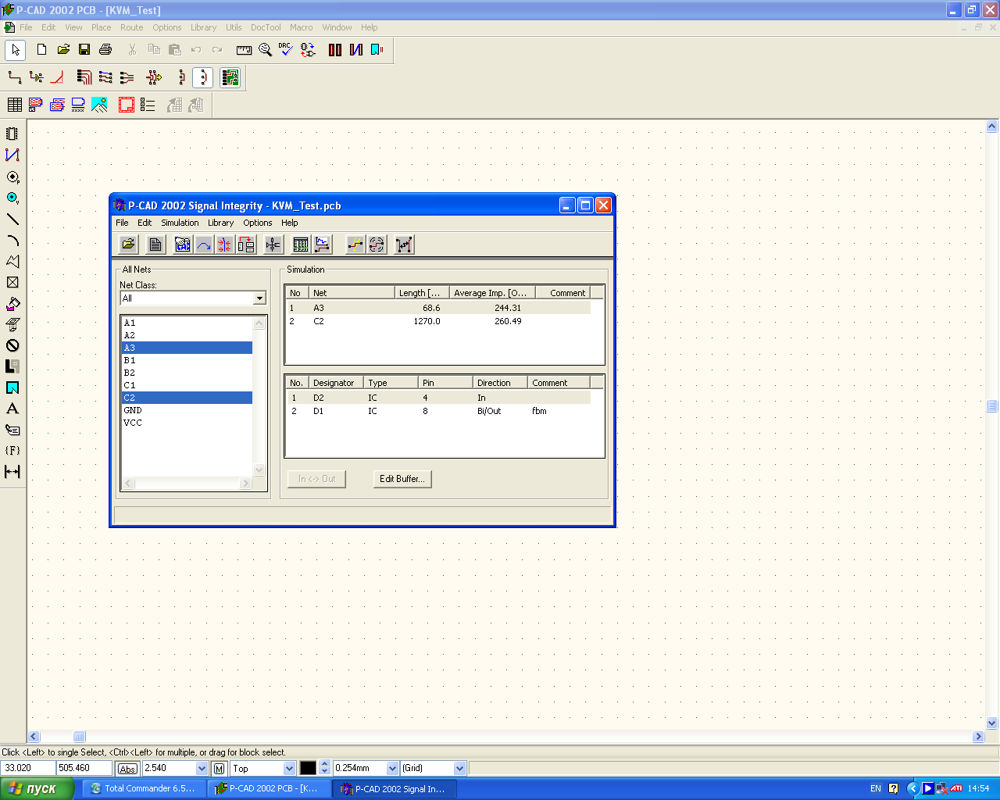 P-CAD 2002 PCB - [KVM_Test]
File Edit View Place Route Options Library Utils DocTool Macro Window Help
DRC
P-CAD 2002 Signal Integrity - KVM_Test.pcb
File Edit Simulation Library Options Help
All Nets
Net Class:
All
A1
A2
A3
B1
B2
C1
C2
GND
VCC
Simulation
No Net Length [... Average Imp. [O... Comment
1 A3 68.6 244.31
2 C2 1270.0 260.49
No. Designator Type Pin Direction Comment
1 D2 IC 4 In
2 D1 IC 8 Bi/Out fbm
In <-> Out Edit Buffer...
Click <Left> to single Select, <Ctrl><Left> for multiple, or drag for block select.
33.020 505.460 Abs 2.540 M Top 0.254mm (Grid)
пуск Total Commander 6.5... P-CAD 2002 PCB - [K... P-CAD 2002 Signal In... EN ATI 14:54